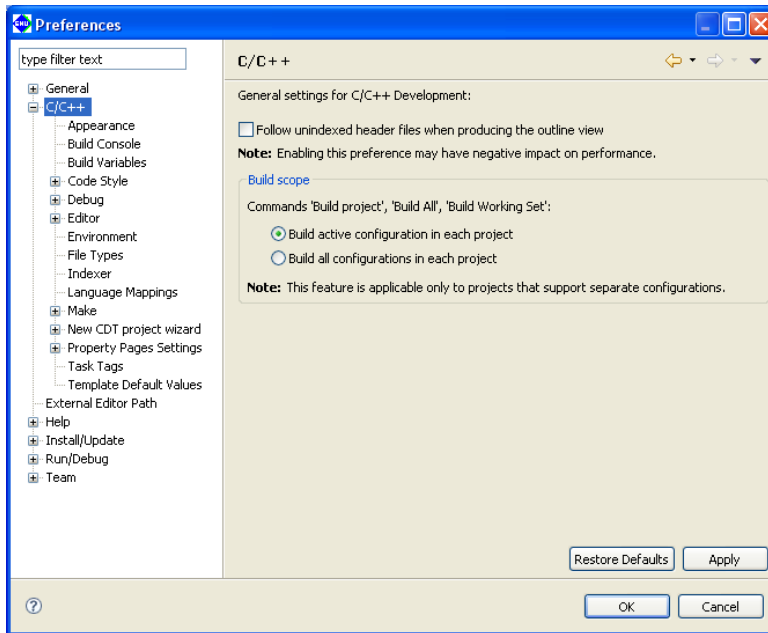 Preferences
type filter text
General
C/C++
Appearance
Build Console
Build Variables
Code Style
Debug
Editor
Environment
File Types
Indexer
Language Mappings
Make
New CDT project wizard
Property Pages Settings
Task Tags
Template Default Values
External Editor Path
Help
Install/Update
Run/Debug
Team
C/C++
General settings for C/C++ Development:
Follow unindexed header files when producing the outline view
Note: Enabling this preference may have negative impact on performance.
Build scope
Commands 'Build project', 'Build All', 'Build Working Set':
Build active configuration in each project
Build all configurations in each project
Note: This feature is applicable only to projects that support separate configurations.
Restore Defaults Apply
? OK Cancel